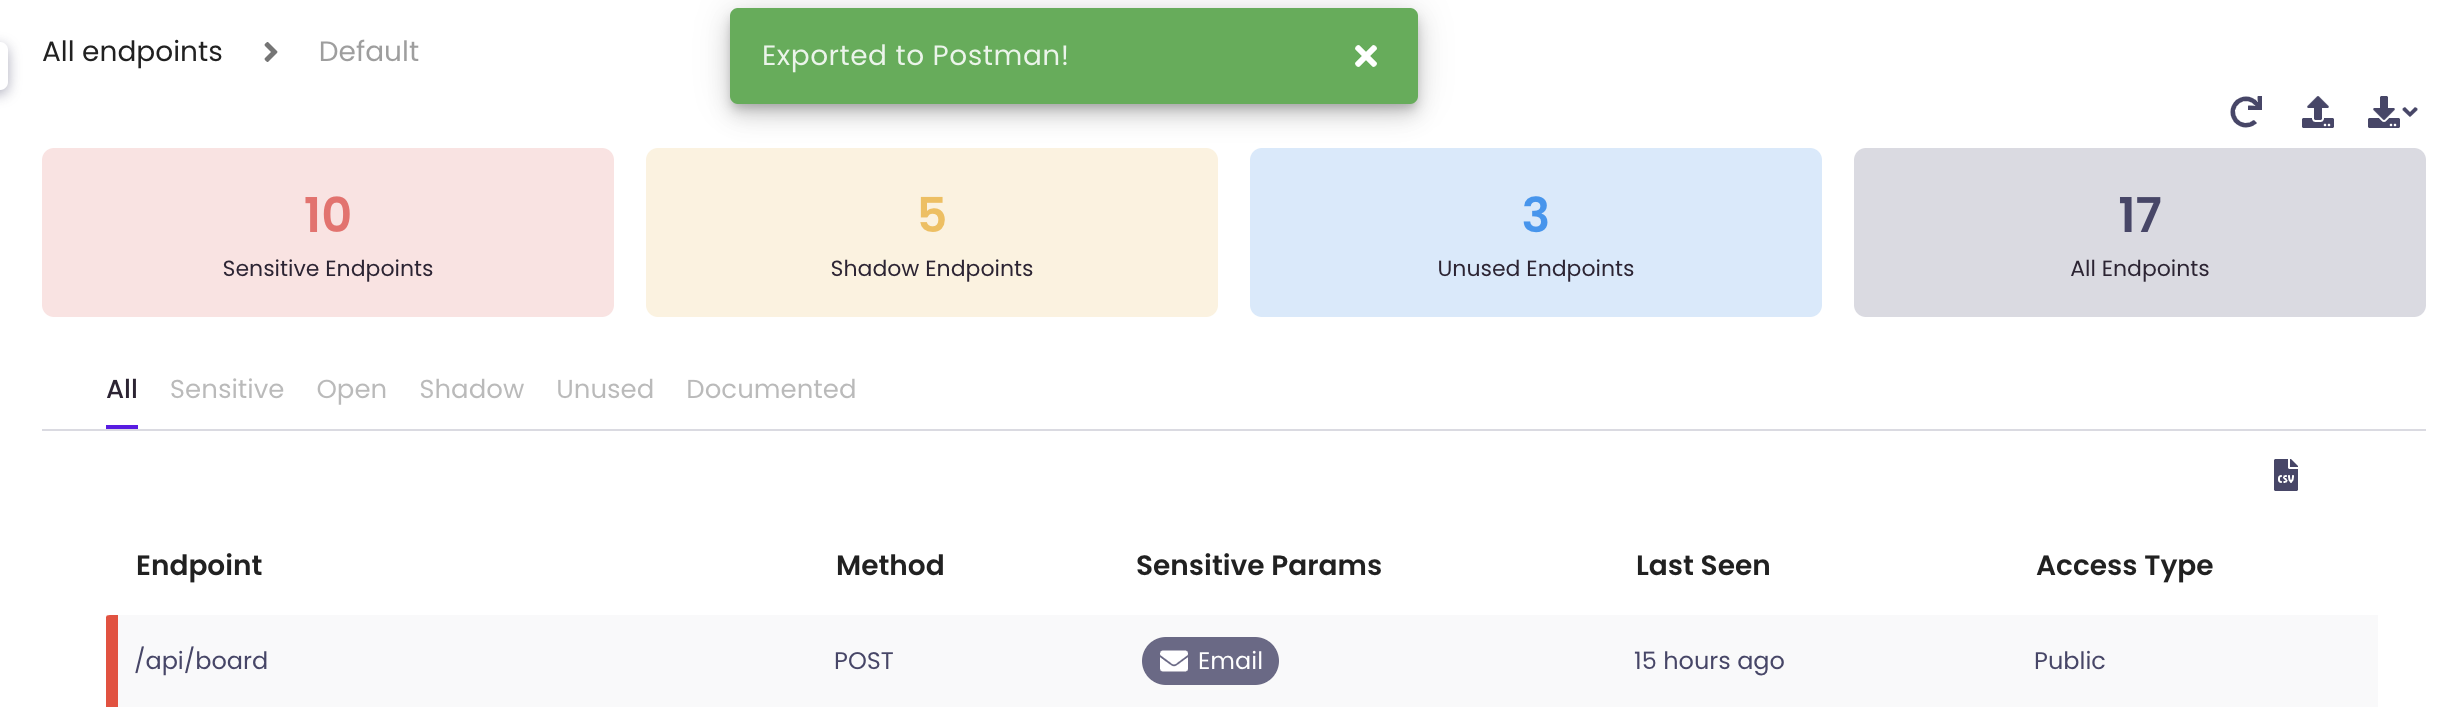 All endpoints > Default
Exported to Postman!
10
Sensitive Endpoints
5
Shadow Endpoints
3
Unused Endpoints
17
All Endpoints
All Sensitive Open Shadow Unused Documented
CSV
Endpoint Method Sensitive Params Last Seen Access Type
/api/board POST Email 15 hours ago Public